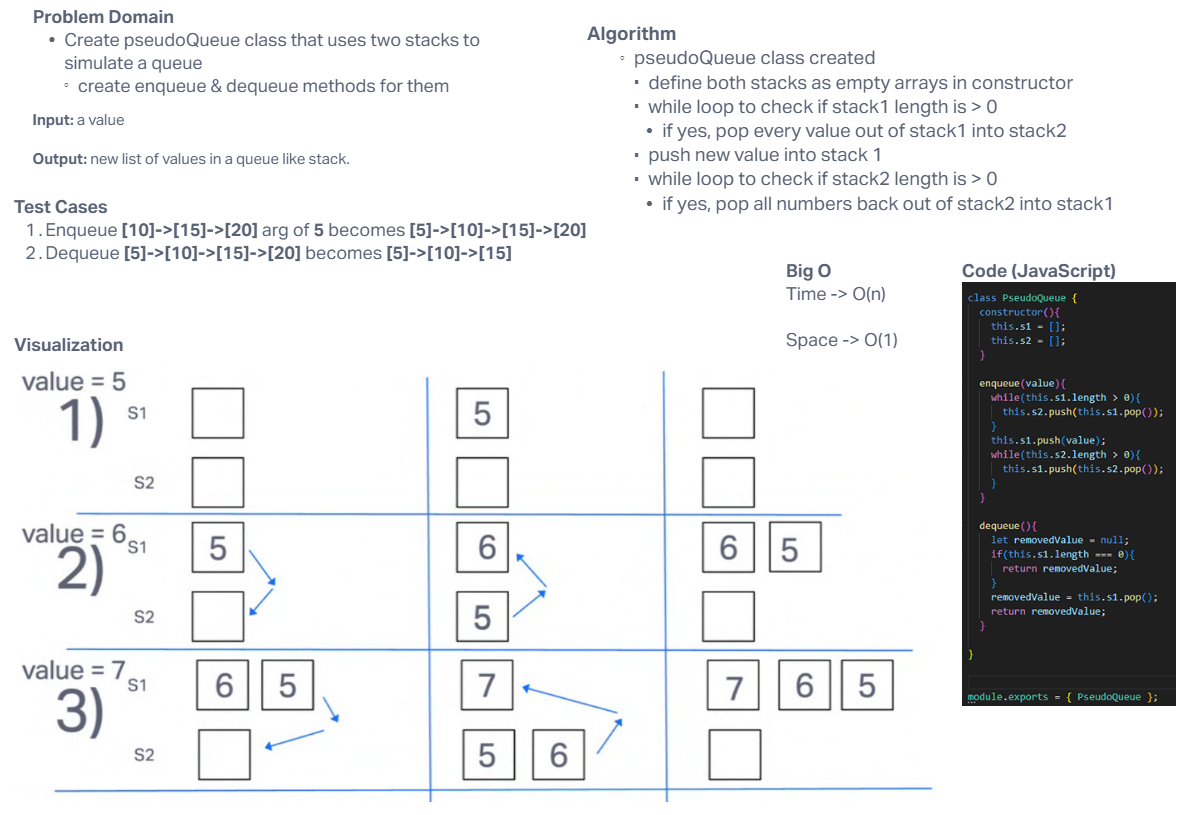 Problem Domain
• Create pseudoQueue class that uses two stacks to
simulate a queue
◦ create enqueue & dequeue methods for them
Input: a value
Output: new list of values in a queue like stack.
Test Cases
1. Enqueue [10]->[15]->[20] arg of 5 becomes [5]->[10]->[15]->[20]
2. Dequeue [5]->[10]->[15]->[20] becomes [5]->[10]->[15]
Algorithm
◦ pseudoQueue class created
▪ define both stacks as empty arrays in constructor
▪ while loop to check if stack1 length is > 0
• if yes, pop every value out of stack1 into stack2
▪ push new value into stack 1
▪ while loop to check if stack2 length is > 0
• if yes, pop all numbers back out of stack2 into stack1
Big O
Time -> O(n)
Space -> O(1)
Code (JavaScript)
class PseudoQueue {
constructor(){
this.s1 = [];
this.s2 = [];
}
enqueue(value){
while(this.s1.length > 0){
this.s2.push(this.s1.pop());
}
this.s1.push(value);
while(this.s2.length > 0){
this.s1.push(this.s2.pop());
}
}
dequeue(){
let removedValue = null;
if(this.s1.length === 0){
return removedValue;
}
removedValue = this.s1.pop();
return removedValue;
}
}
module.exports = { PseudoQueue };
Visualization
value = 5
1) S1 5
S2
value = 6
2) S1 5 6 6 5
S2 5
value = 7
3) S1 6 5 7 7 6 5
S2 5 6